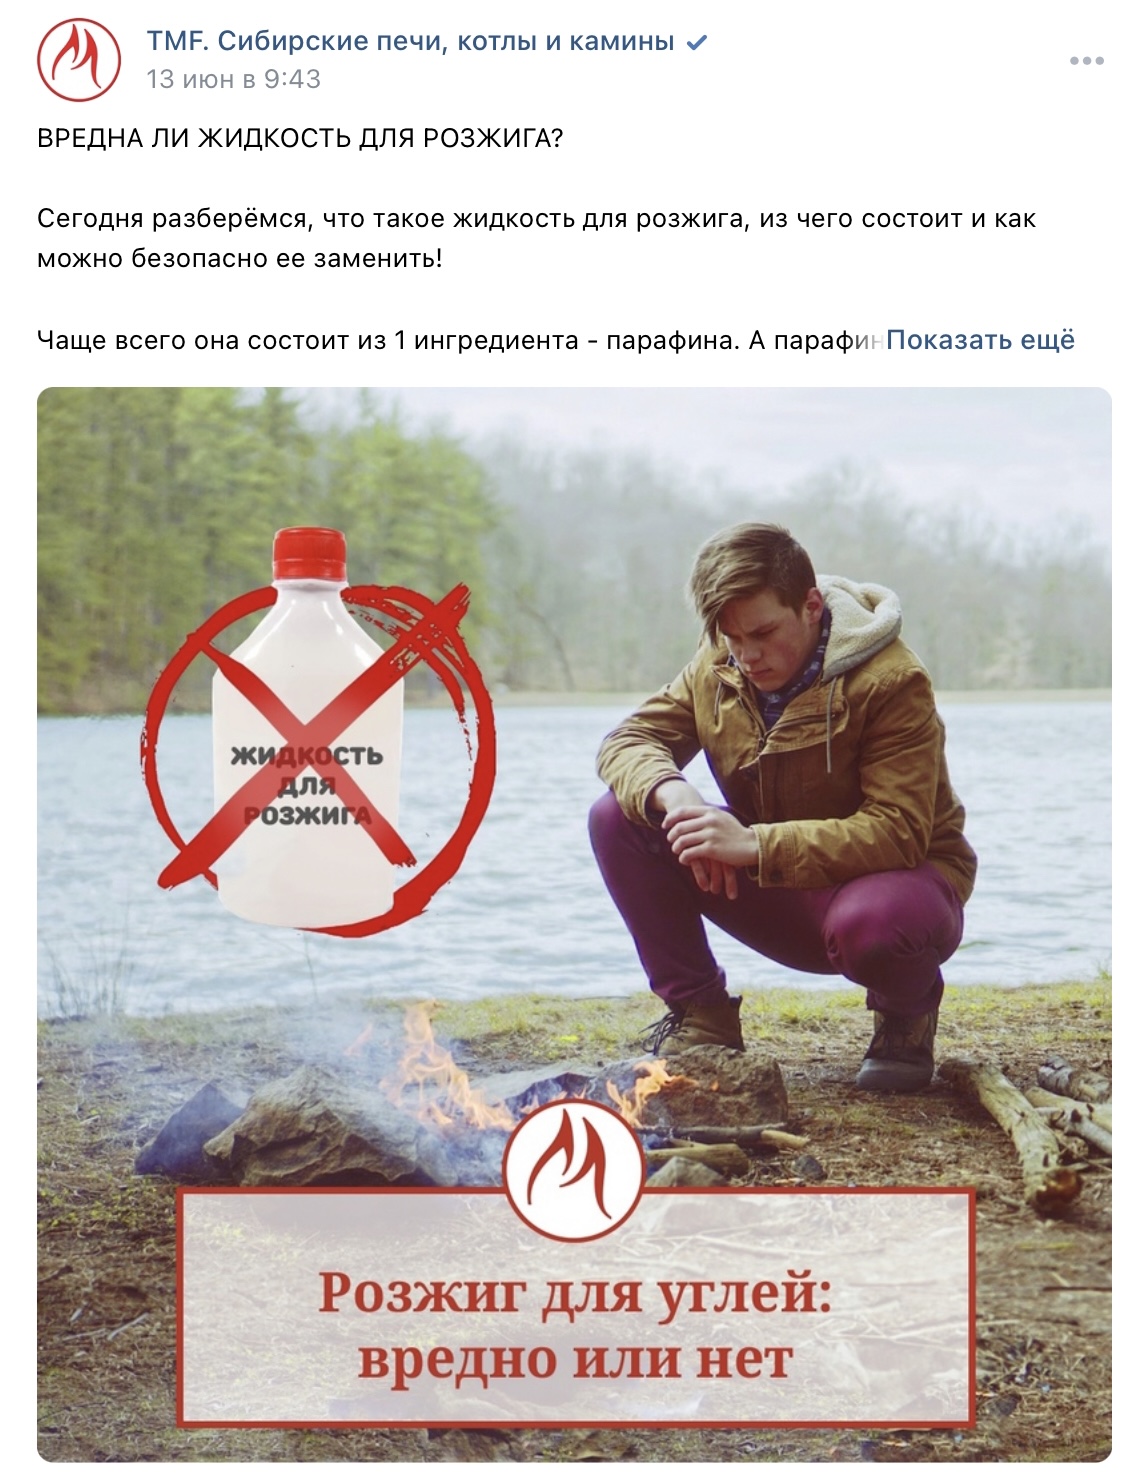 TMF. Сибирские печи, котлы и камины
13 июн в 9:43
ВРЕДНА ЛИ ЖИДКОСТЬ ДЛЯ РОЗЖИГА?
Сегодня разберёмся, что такое жидкость для розжига, из чего состоит и как
можно безопасно ее заменить!
Чаще всего она состоит из 1 ингредиента - парафина. А парафин Показать ещё
ЖИДКОСТЬ
ДЛЯ
РОЗЖИГА
Розжиг для углей:
вредно или нет